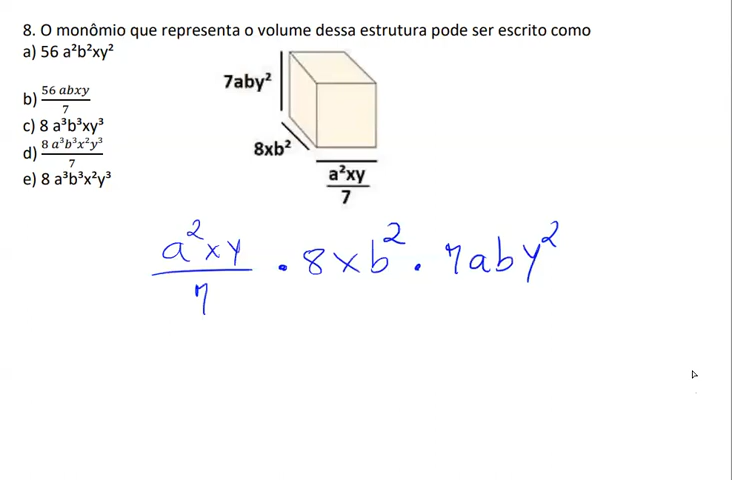 8. O monômio que representa o volume dessa estrutura pode ser escrito como
a) 56 a²b²xy²
b) 56 abxy / 7
c) 8 a³b³xy³
d) 8 a³b³x²y³ / 7
e) 8 a³b³x²y³
7aby²
8xb²
a²xy / 7
a²xy / 7 . 8xb² . 7aby²